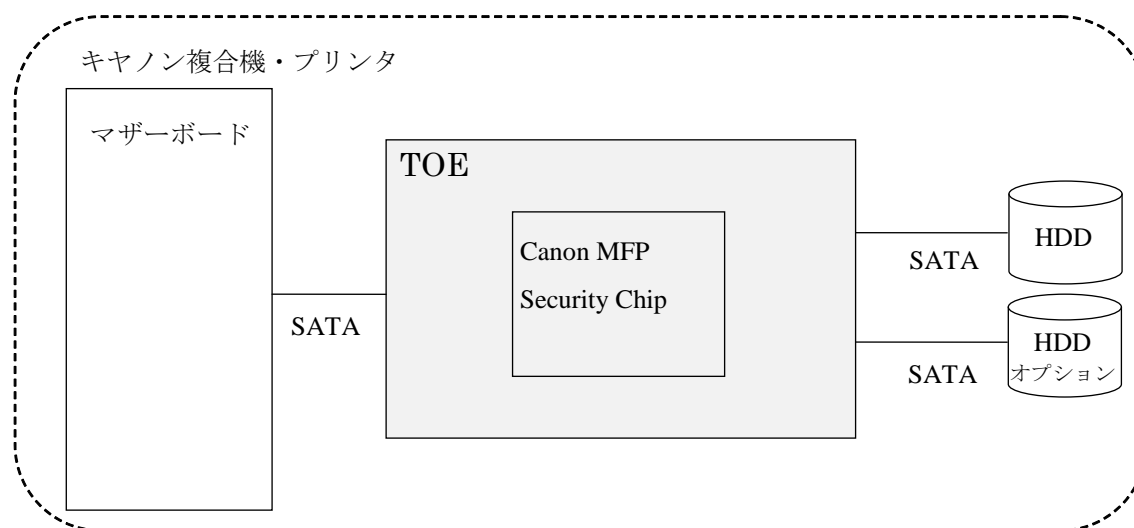 キヤノン複合機・プリンタ
マザーボード
SATA
TOE
Canon MFP
Security Chip
SATA
HDD
SATA
HDD
オプション